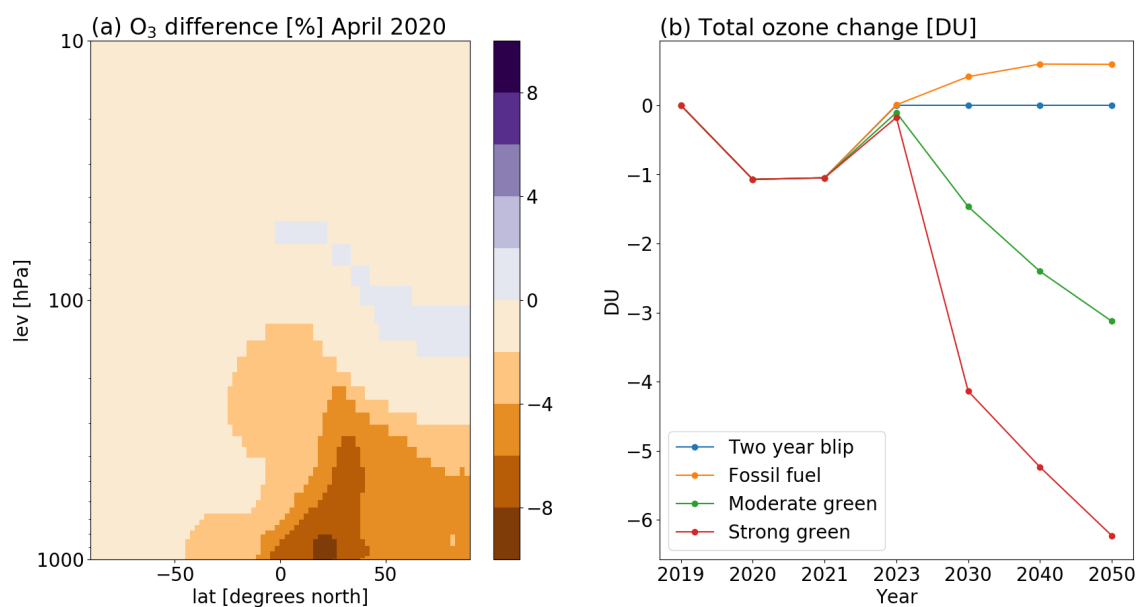 (a) O₃ difference [%] April 2020
10
100
1000
lev [hPa]
−50
0
50
lat [degrees north]
8
4
0
−4
−8
(b) Total ozone change [DU]
0
−1
−2
−3
−4
−5
−6
DU
Two year blip
Fossil fuel
Moderate green
Strong green
2019 2020 2021 2023 2030 2040 2050
Year